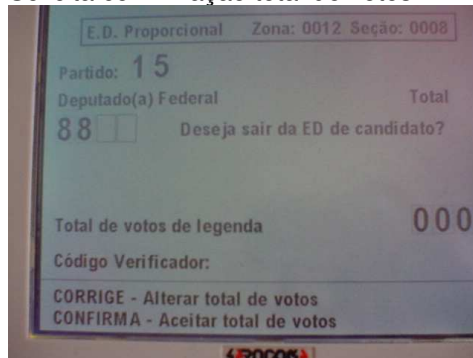 E.D. Proporcional Zona: 0012 Seção: 0008
Partido: 15
Deputado(a) Federal Total
88 Deseja sair da ED de candidato?
Total de votos de legenda 000
Código Verificador:
CORRIGE - Alterar total de votos
CONFIRMA - Aceitar total de votos